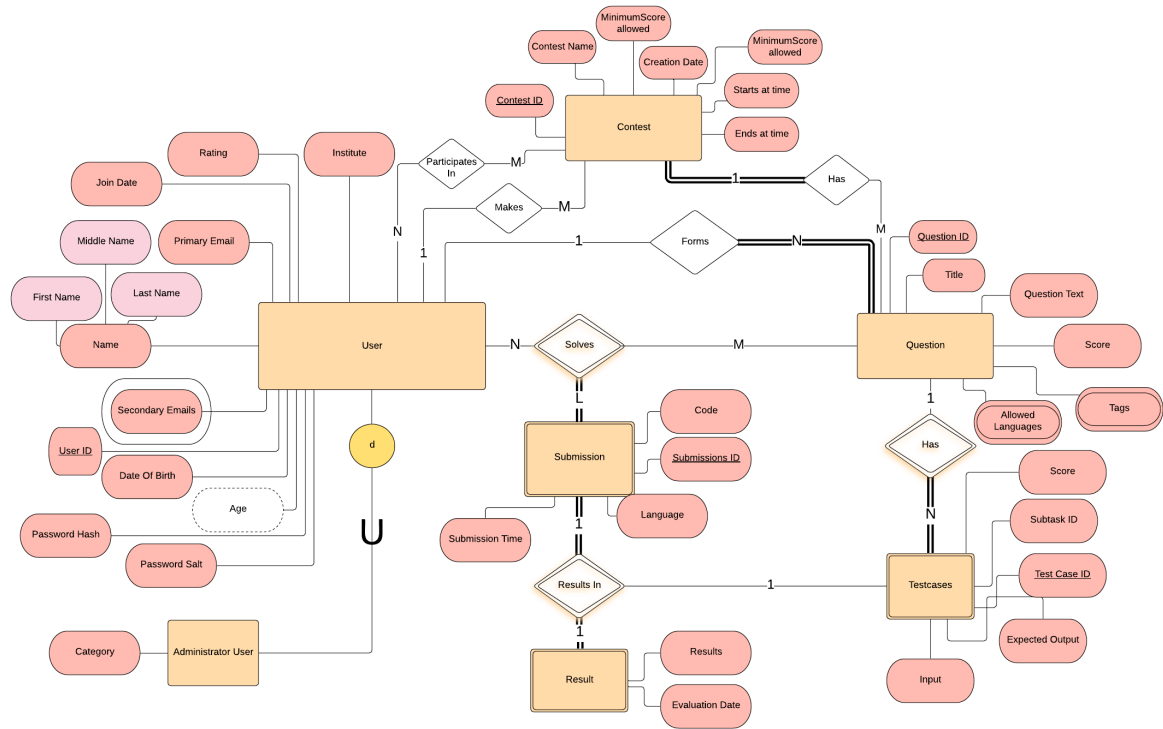 MinimumScore
allowed
Contest Name
MinimumScore
allowed
Creation Date
Starts at time
Contest ID
Contest
Ends at time
Rating
Institute
Participates
In
M
Has
1
Join Date
Makes
M
N
M
Middle Name
Primary Email
1
1
Forms
N
Question ID
Title
First Name
Last Name
Question Text
Name
User
N
Solves
M
Question
Score
Secondary Emails
L
Code
1
Allowed
Languages
Tags
User ID
d
Has
Submission
Submissions ID
Date Of Birth
Score
Age
Language
N
Subtask ID
Password Hash
U
1
Submission Time
Password Salt
Results In
1
Testcases
Test Case ID
1
Expected Output
Category
Administrator User
Results
Result
Input
Evaluation Date